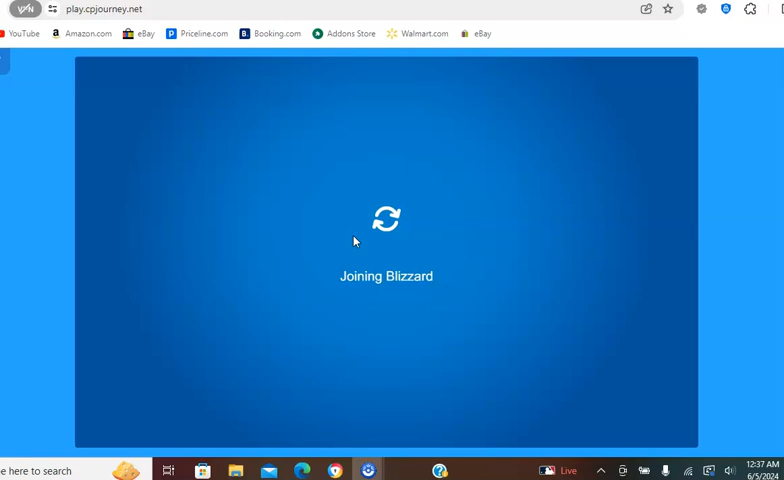 VPN
play.cpjourney.net
YouTube
Amazon.com
eBay
Priceline.com
Booking.com
Addons Store
Walmart.com
eBay
Joining Blizzard
e here to search
Live
12:37 AM
6/5/2024